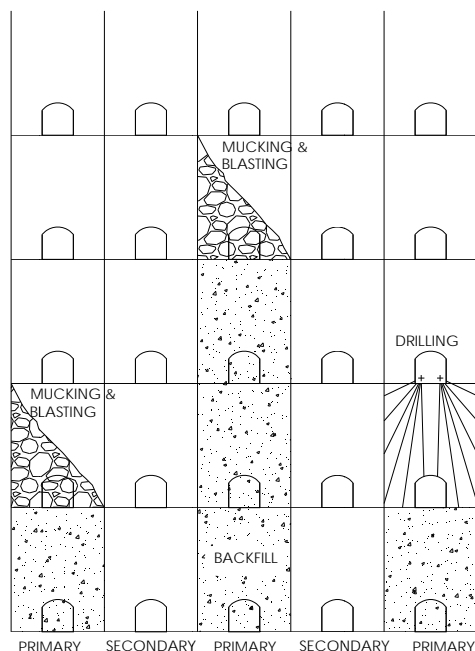 MUCKING &
BLASTING
DRILLING
MUCKING &
BLASTING
BACKFILL
PRIMARY SECONDARY PRIMARY SECONDARY PRIMARY